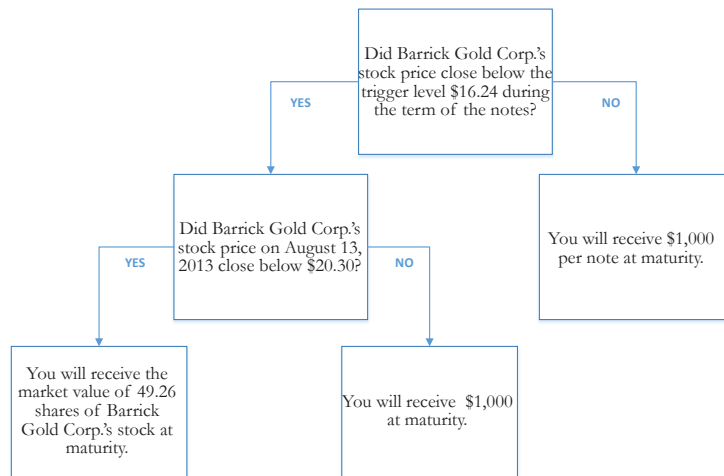 Did Barrick Gold Corp.'s
stock price close below the
trigger level $16.24 during
the term of the notes?
YES
NO
Did Barrick Gold Corp.'s
stock price on August 13,
2013 close below $20.30?
You will receive $1,000
per note at maturity.
YES
NO
You will receive the
market value of 49.26
shares of Barrick
Gold Corp.'s stock at
maturity.
You will receive $1,000
at maturity.